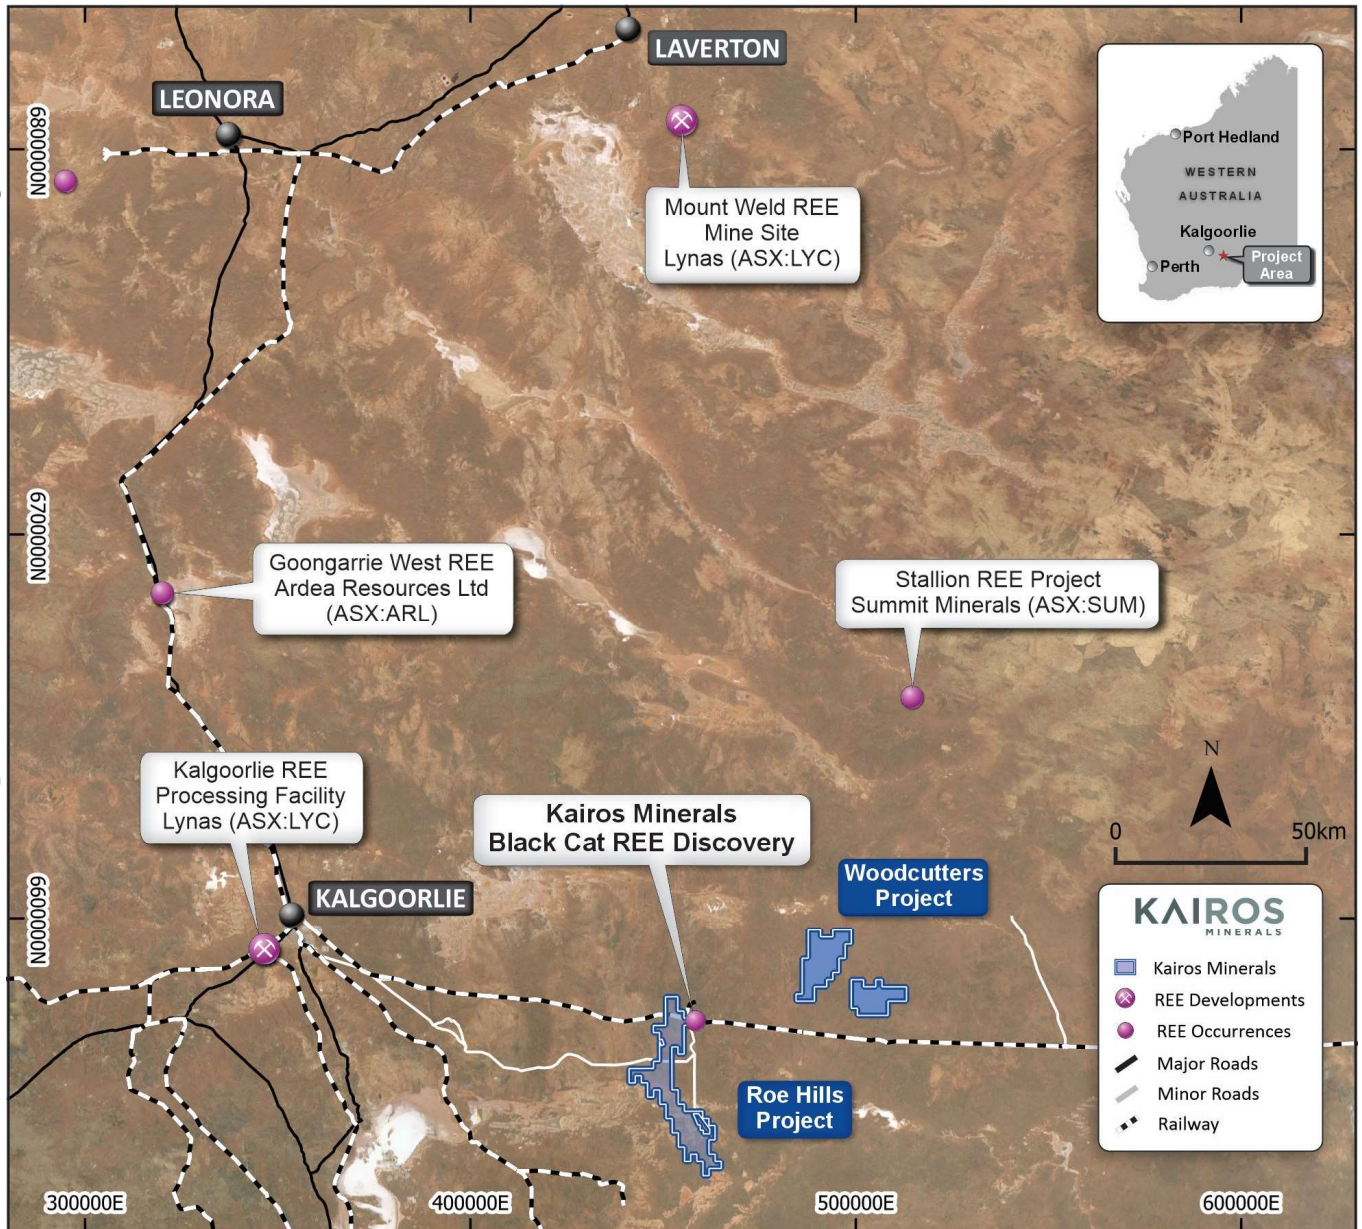 LAVERTON
LEONORA
6800000N
Mount Weld REE
Mine Site
Lynas (ASX:LYC)
Port Hedland
WESTERN
AUSTRALIA
Kalgoorlie
Perth
Project
Area
6700000N
Goongarrie West REE
Ardea Resources Ltd
(ASX:ARL)
Stallion REE Project
Summit Minerals (ASX:SUM)
Kalgoorlie REE
Processing Facility
Lynas (ASX:LYC)
Kairos Minerals
Black Cat REE Discovery
N
0 50km
Woodcutters
Project
KALGOORLIE
6600000N
Roe Hills
Project
KAIROS
MINERALS
Kairos Minerals
REE Developments
REE Occurrences
Major Roads
Minor Roads
Railway
300000E
400000E
500000E
600000E